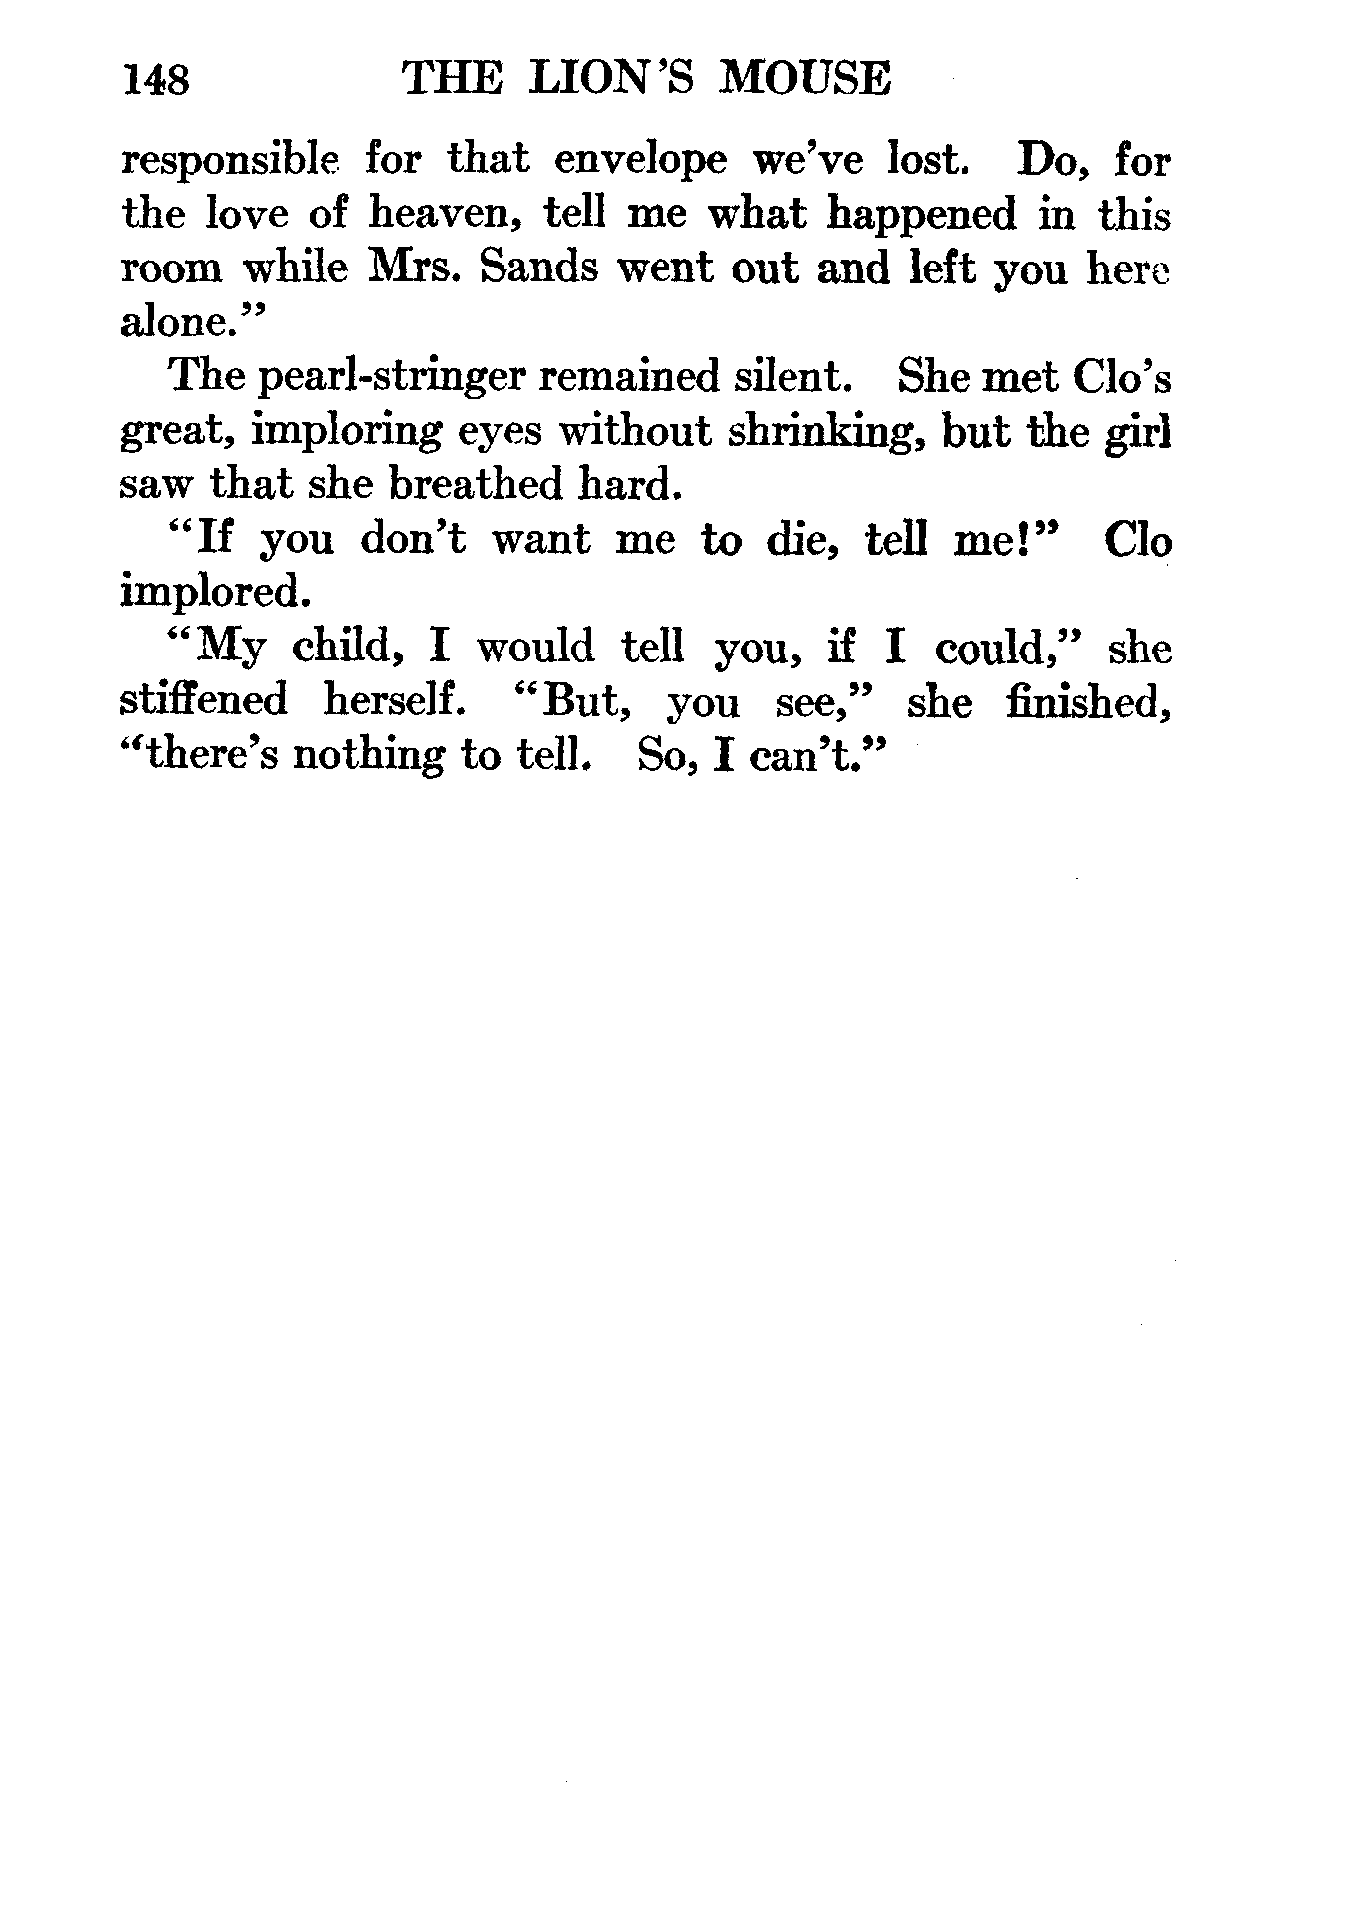 148 THE LION'S MOUSE
responsible for that envelope we've lost. Do, for
the love of heaven, tell me what happened in this
room while Mrs. Sands went out and left you here
alone."
The pearl-stringer remained silent. She met Clo's
great, imploring eyes without shrinking, but the girl
saw that she breathed hard.
"If you don't want me to die, tell me!" Clo
implored.
"My child, I would tell you, if I could," she
stiffened herself. "But, you see," she finished,
"there's nothing to tell. So, I can't."